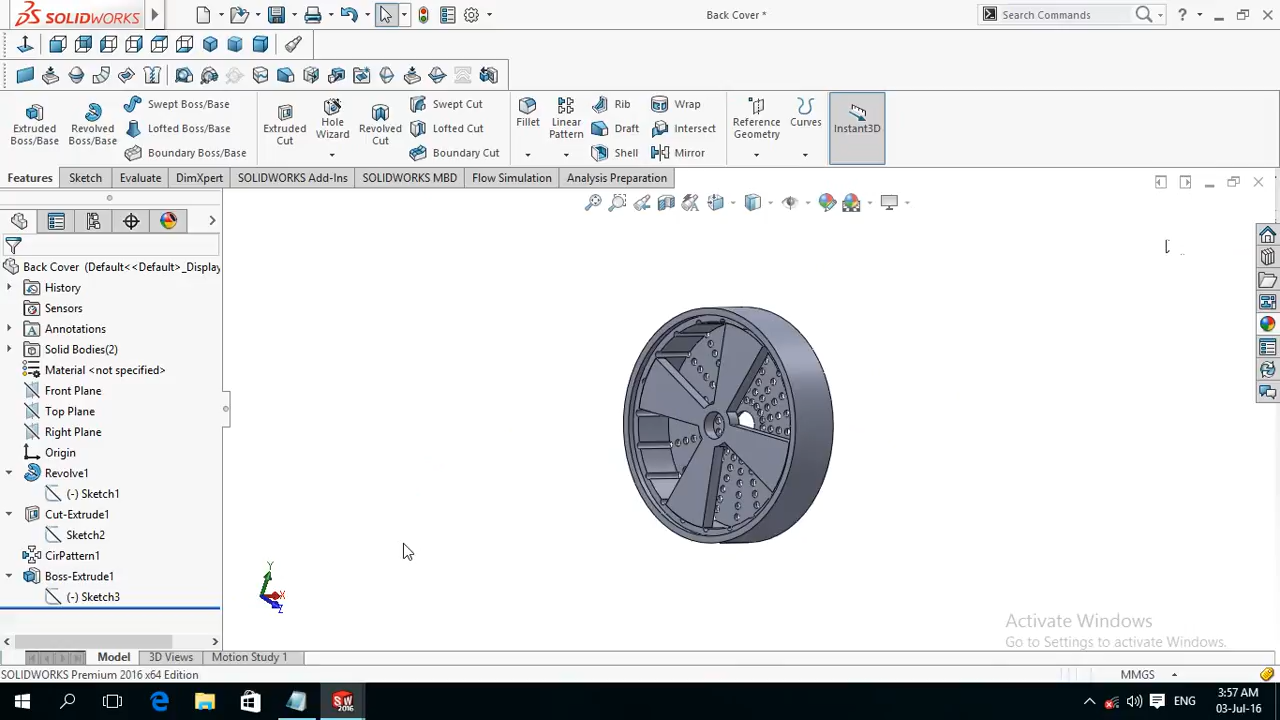 SOLIDWORKS
Back Cover *
Search Commands
Extruded Boss/Base
Revolved Boss/Base
Swept Boss/Base
Lofted Boss/Base
Boundary Boss/Base
Extruded Cut
Hole Wizard
Revolved Cut
Swept Cut
Lofted Cut
Boundary Cut
Fillet
Linear Pattern
Rib
Draft
Shell
Wrap
Intersect
Mirror
Reference Geometry
Curves
Instant3D
Features
Sketch
Evaluate
DimXpert
SOLIDWORKS Add-Ins
SOLIDWORKS MBD
Flow Simulation
Analysis Preparation
Back Cover (Default<<Default>_Display
History
Sensors
Annotations
Solid Bodies(2)
Material <not specified>
Front Plane
Top Plane
Right Plane
Origin
Revolve1
(-) Sketch1
Cut-Extrude1
Sketch2
CirPattern1
Boss-Extrude1
(-) Sketch3
Y
X
Z
Activate Windows
Go to Settings to activate Windows.
Model
3D Views
Motion Study 1
SOLIDWORKS Premium 2016 x64 Edition
MMGS
SW
2016
ENG
3:57 AM
03-Jul-16